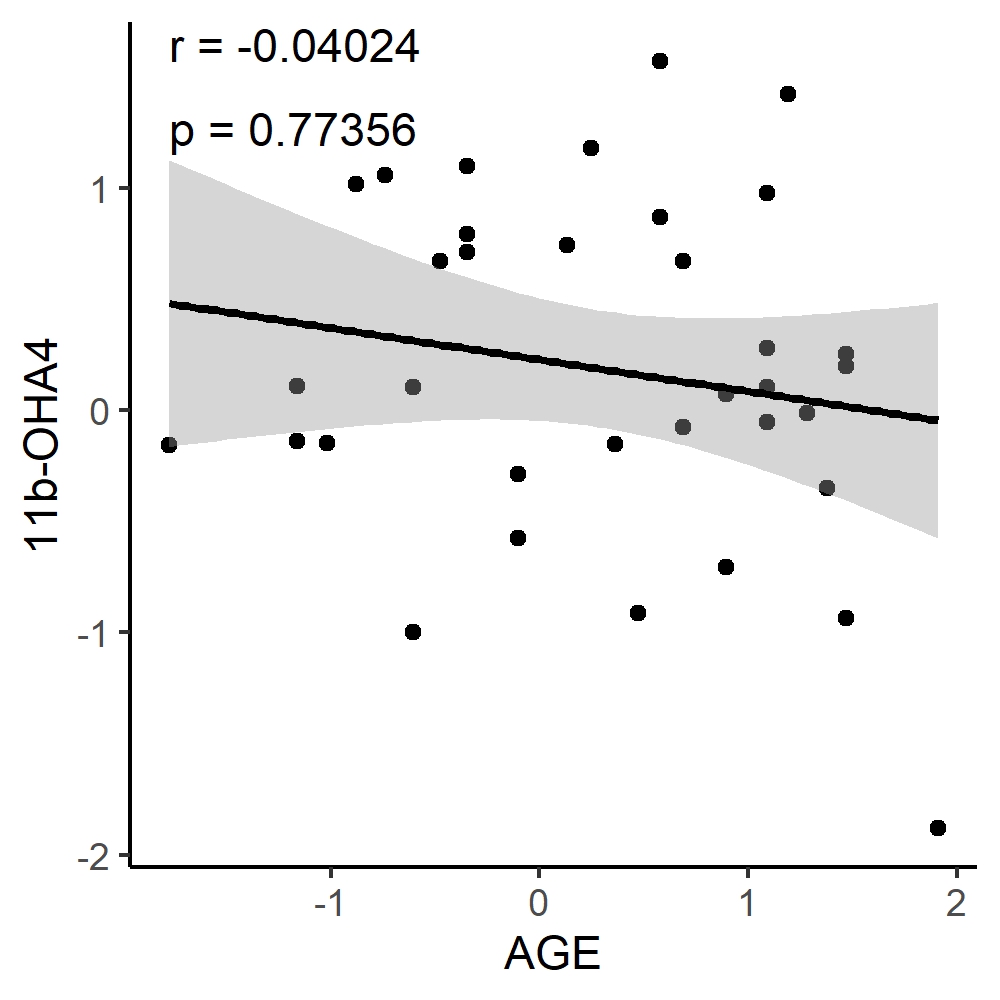 r = -0.04024
p = 0.77356
11b-OHA4
1
0
-1
-2
-1 0 1 2
AGE